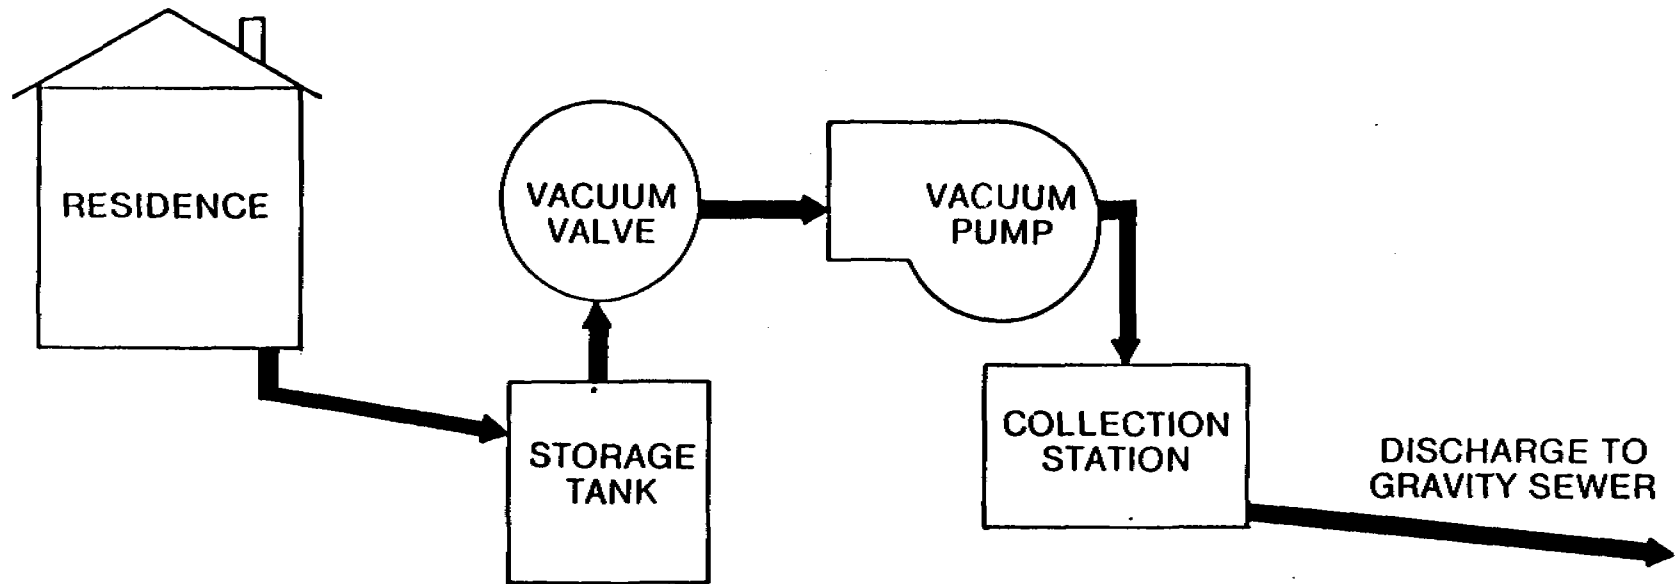 RESIDENCE
VACUUM
VALVE
VACUUM
PUMP
STORAGE
TANK
COLLECTION
STATION
DISCHARGE TO
GRAVITY SEWER